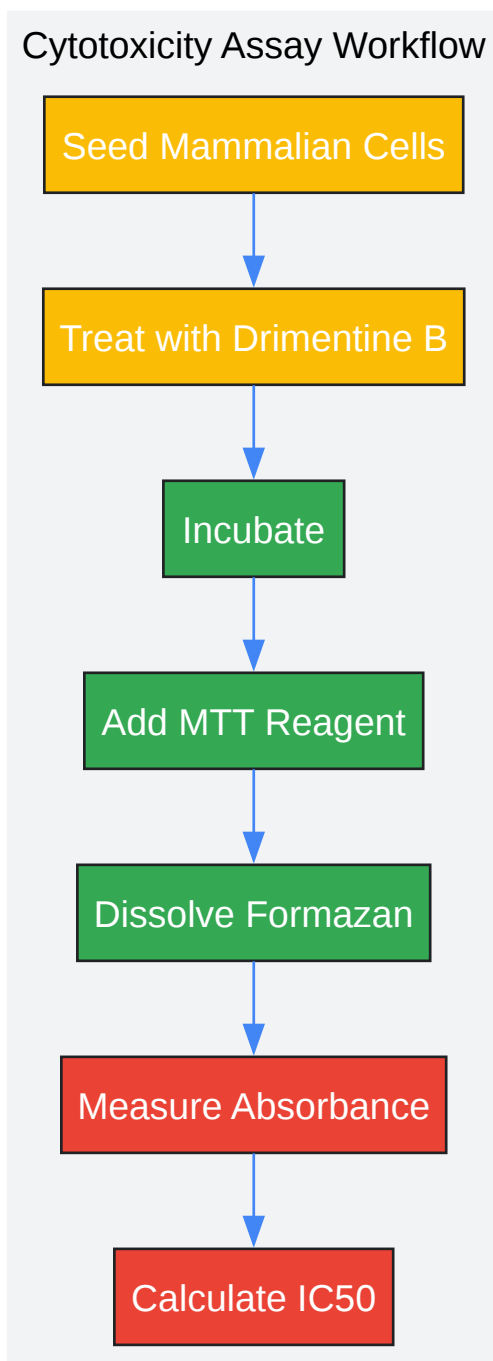 Cytotoxicity Assay Workflow
Seed Mammalian Cells
Treat with Drimentine B
Incubate
Add MTT Reagent
Dissolve Formazan
Measure Absorbance
Calculate IC50